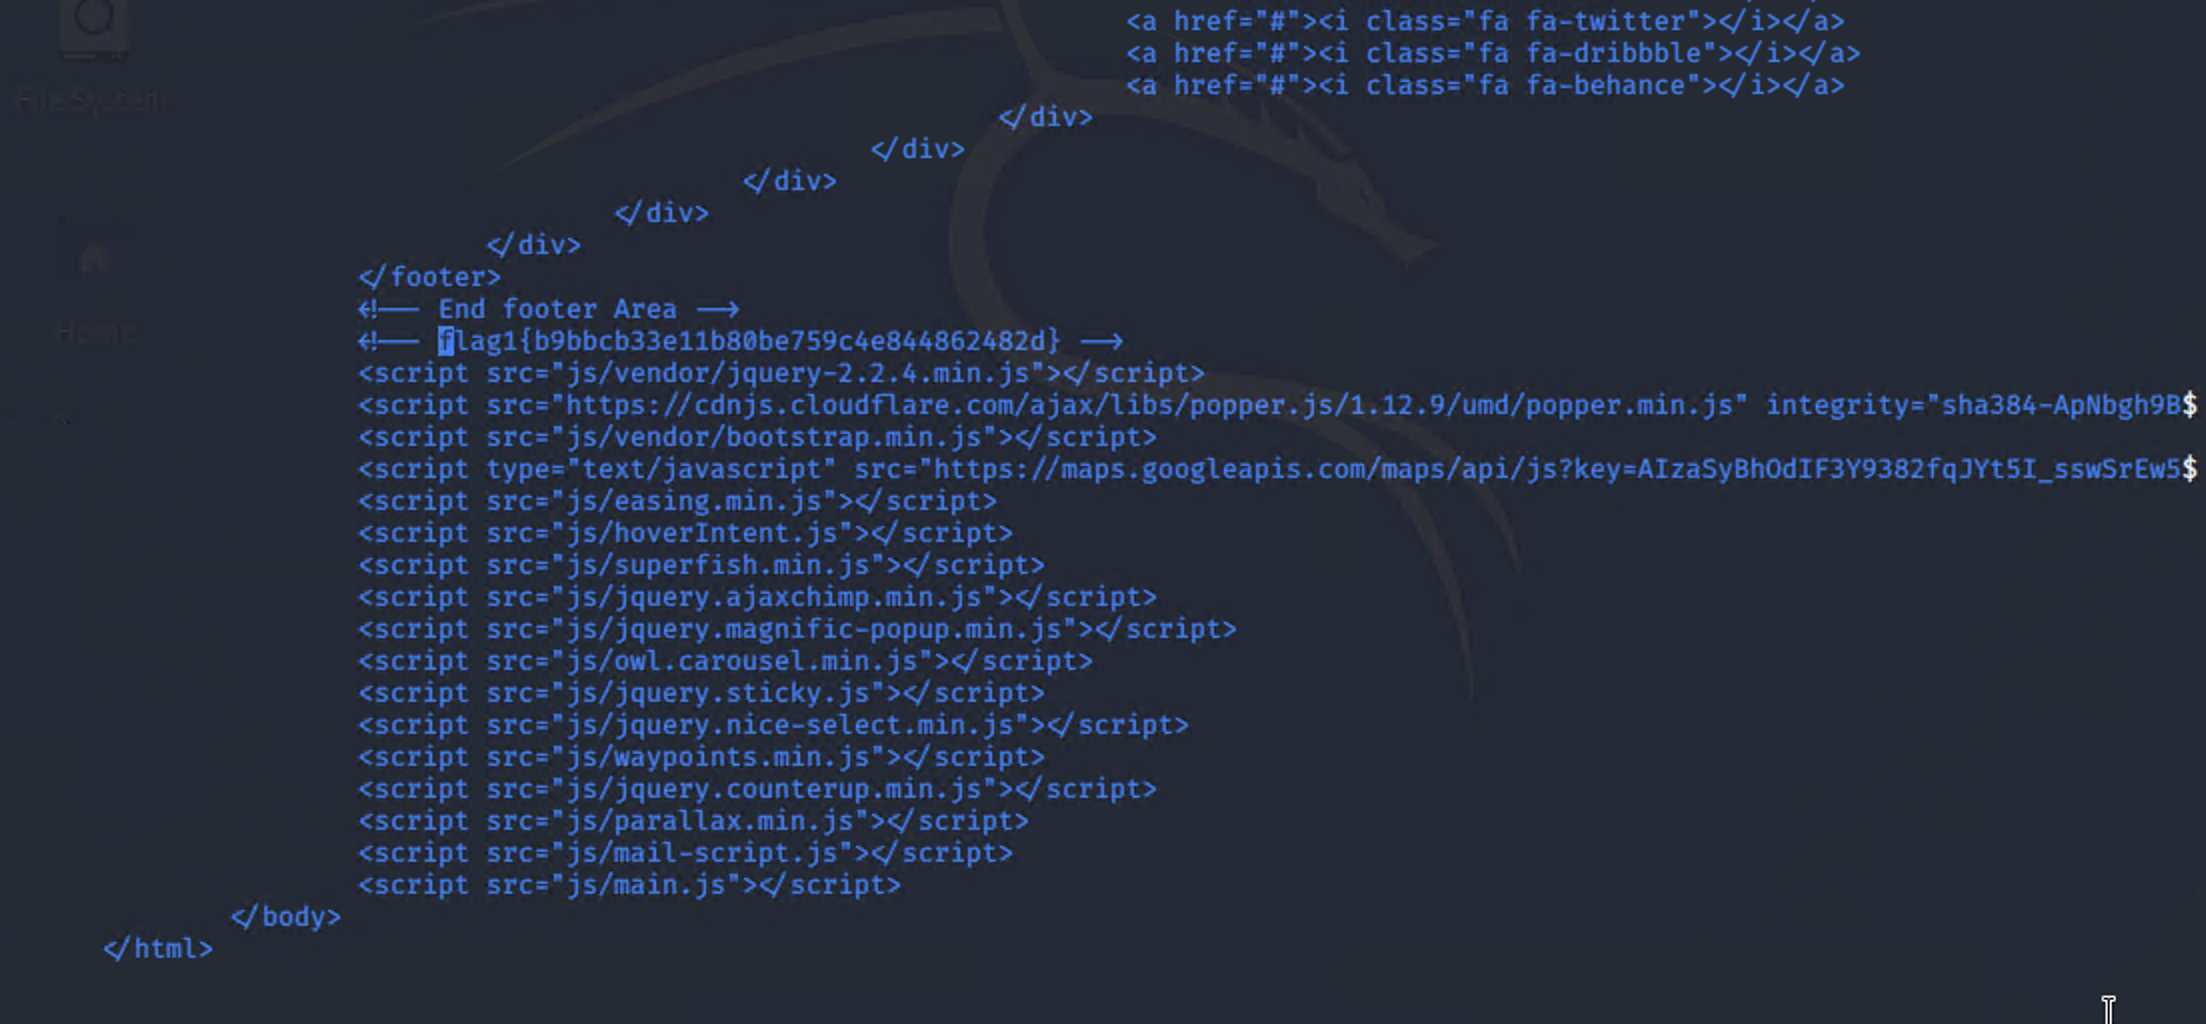 <a href="#"><i class="fa fa-twitter"></i></a>
<a href="#"><i class="fa fa-dribbble"></i></a>
<a href="#"><i class="fa fa-behance"></i></a>
</div>
</div>
</div>
</div>
</div>
</footer>
<!-- End footer Area -->
<!-- flag1{b9bbcb33e11b80be759c4e844862482d} -->
<script src="js/vendor/jquery-2.2.4.min.js"></script>
<script src="https://cdnjs.cloudflare.com/ajax/libs/popper.js/1.12.9/umd/popper.min.js" integrity="sha384-ApNbgh9B$
<script src="js/vendor/bootstrap.min.js"></script>
<script type="text/javascript" src="https://maps.googleapis.com/maps/api/js?key=AIzaSyBhOdIF3Y9382fqJYt5I_sswSrEw5$
<script src="js/easing.min.js"></script>
<script src="js/hoverIntent.js"></script>
<script src="js/superfish.min.js"></script>
<script src="js/jquery.ajaxchimp.min.js"></script>
<script src="js/jquery.magnific-popup.min.js"></script>
<script src="js/owl.carousel.min.js"></script>
<script src="js/jquery.sticky.js"></script>
<script src="js/jquery.nice-select.min.js"></script>
<script src="js/waypoints.min.js"></script>
<script src="js/jquery.counterup.min.js"></script>
<script src="js/parallax.min.js"></script>
<script src="js/mail-script.js"></script>
<script src="js/main.js"></script>
</body>
</html>
File System
Home